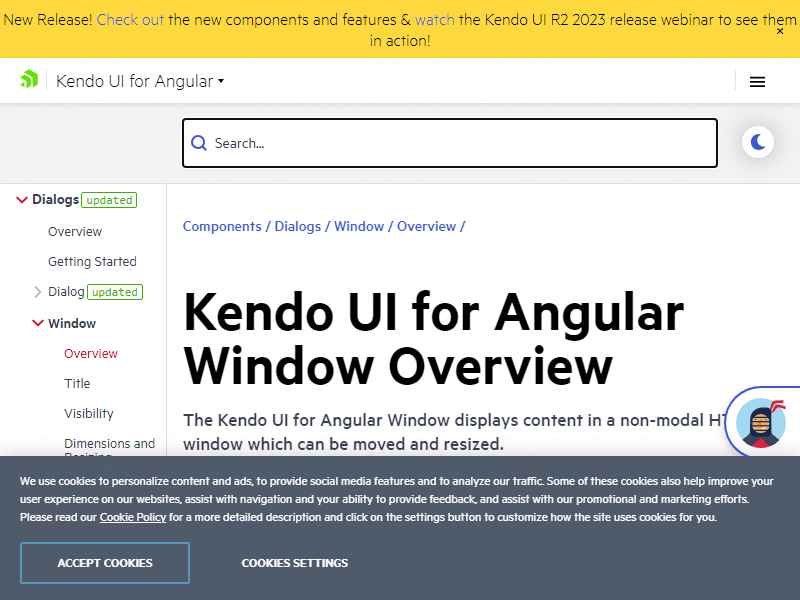 New Release! Check out the new components and features & watch the Kendo UI R2 2023 release webinar to see them
in action!
×
Kendo UI for Angular
Search...
Dialogs updated
Overview
Getting Started
Dialog updated
Window
Overview
Title
Visibility
Dimensions and
Components / Dialogs / Window / Overview /
Kendo UI for Angular
Window Overview
The Kendo UI for Angular Window displays content in a non-modal
window which can be moved and resized.
We use cookies to personalize content and ads, to provide social media features and to analyze our traffic. Some of these cookies also help improve your
user experience on our websites, assist with navigation and your ability to provide feedback, and assist with our promotional and marketing efforts.
Please read our Cookie Policy for a more detailed description and click on the settings button to customize how the site uses cookies for you.
ACCEPT COOKIES
COOKIES SETTINGS